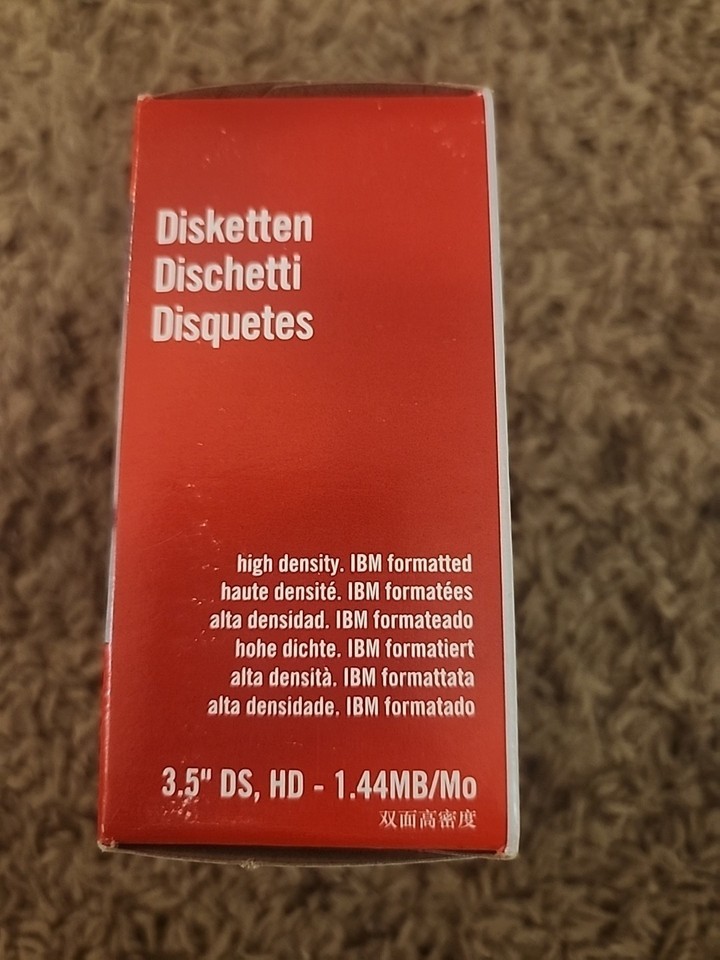 Disketten
Dischetti
Disquetes
high density. IBM formatted
haute densité. IBM formatées
alta densidad. IBM formateado
hohe dichte. IBM formatiert
alta densità. IBM formattata
alta densidade. IBM formatado
3.5" DS, HD - 1.44MB/Mo
双面高密度